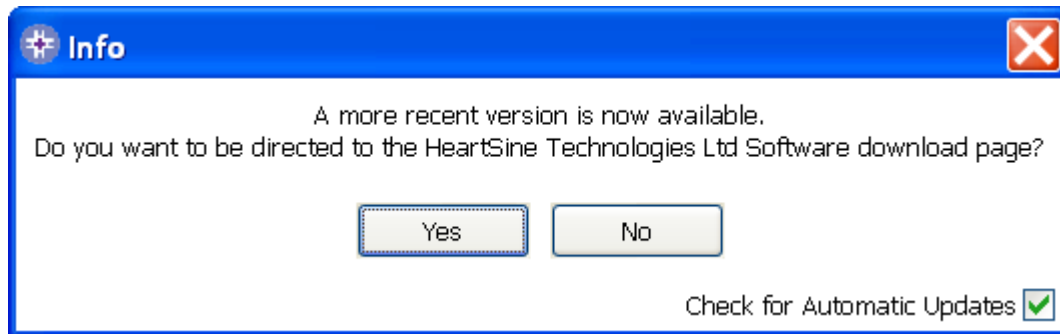 Info
A more recent version is now available.
Do you want to be directed to the HeartSine Technologies Ltd Software download page?
Yes
No
Check for Automatic Updates